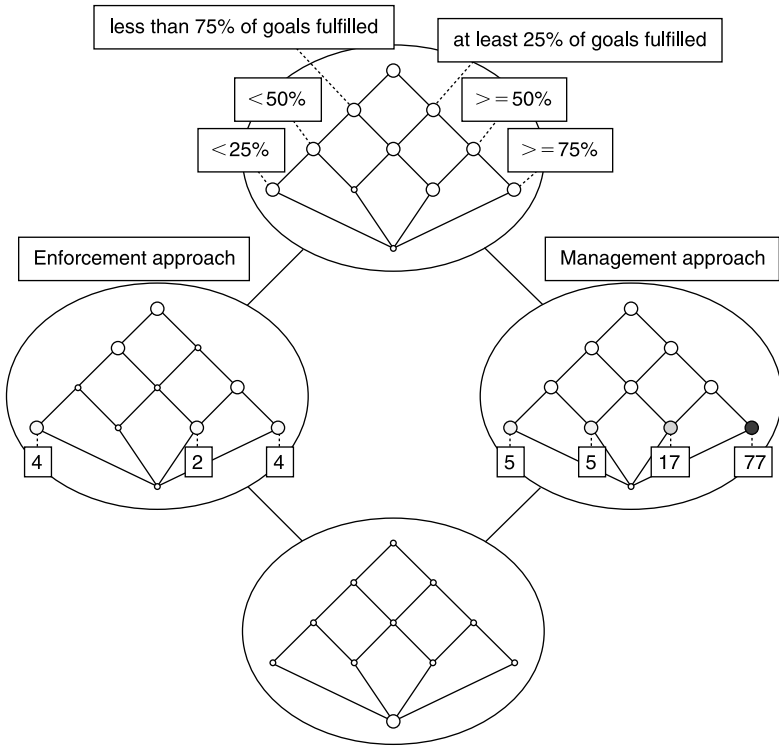 less than 75% of goals fulfilled
at least 25% of goals fulfilled
<50%
>=50%
<25%
>=75%
Enforcement approach
Management approach
4
2
4
5
5
17
77